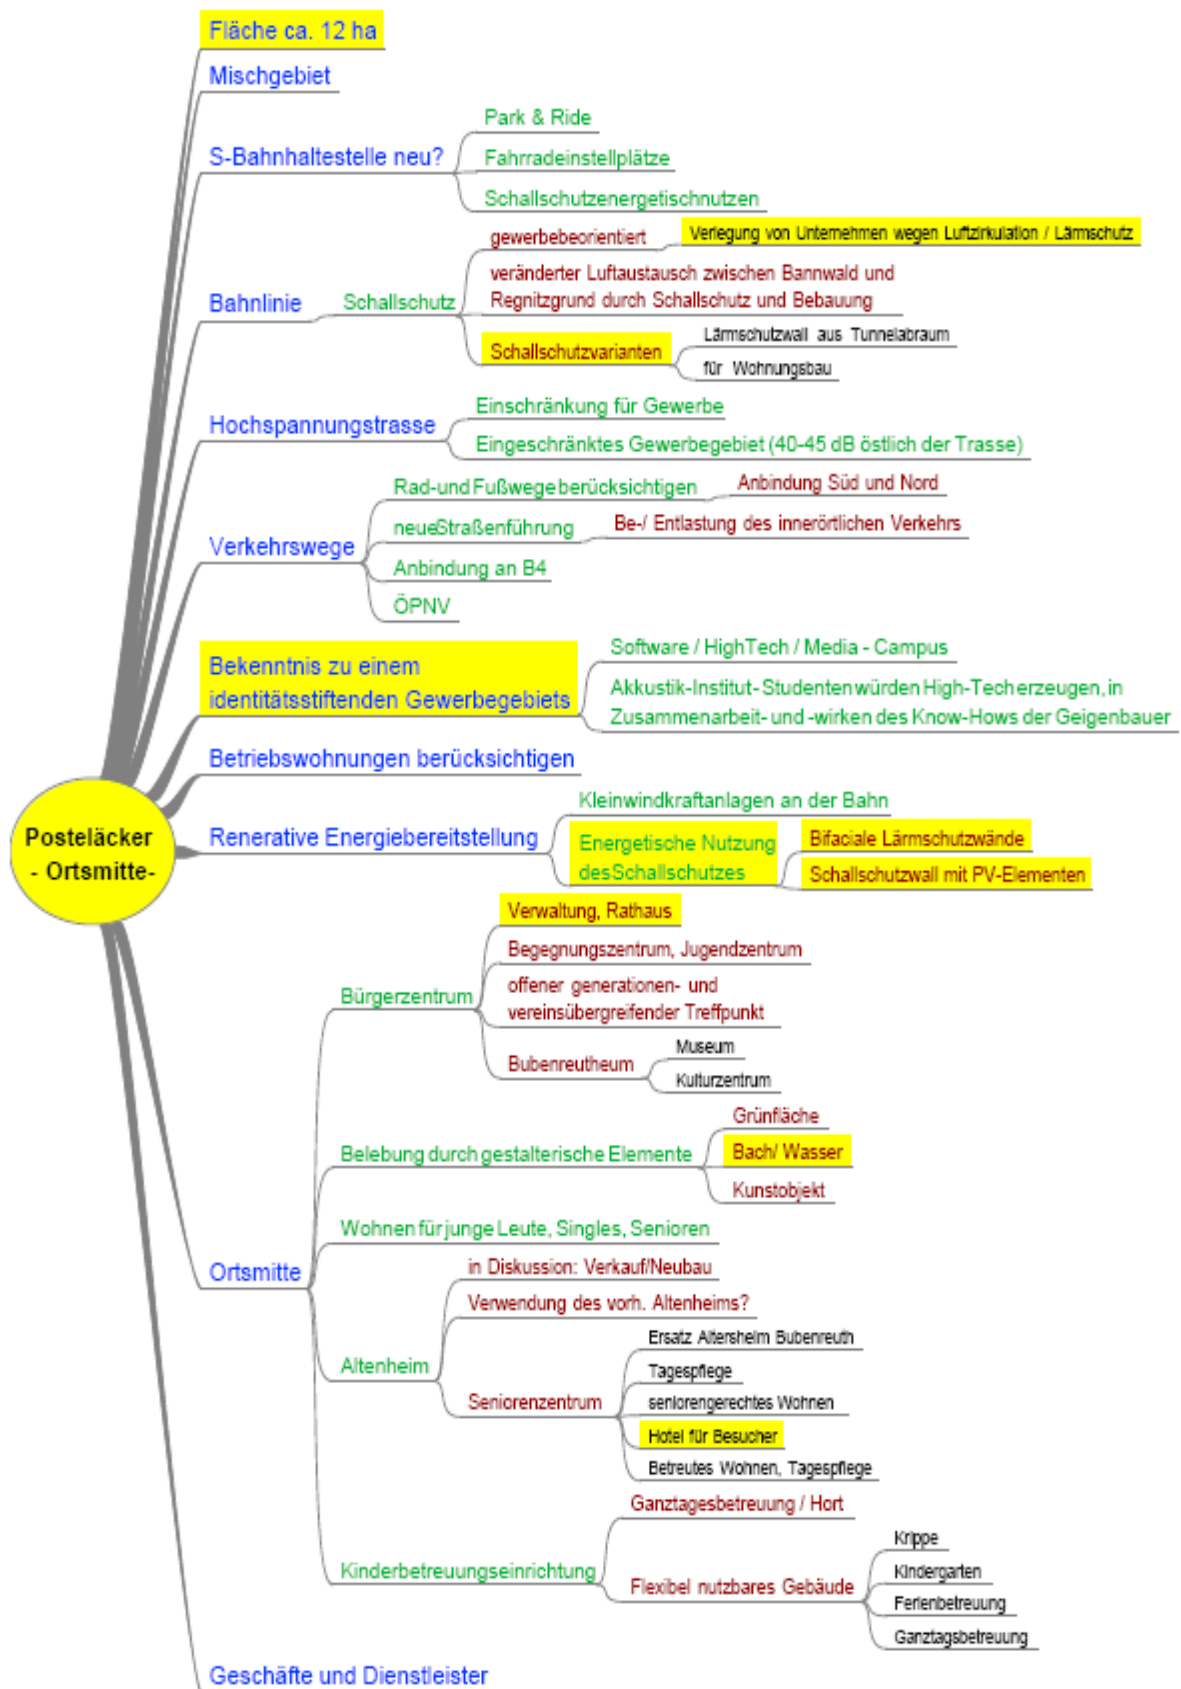 Fläche ca. 12 ha
Mischgebiet
S-Bahnhaltestelle neu?
Park & Ride
Fahrradeinstellplätze
Schallschutzenergetischnutzen
Bahnlinie
Schallschutz
gewerbebeorientiert
Verlegung von Unternehmen wegen Luftzirkulation / Lärmschutz
veränderter Luftaustausch zwischen Bannwald und
Regnitzgrund durch Schallschutz und Bebauung
Schallschutzvarianten
Lärmschutzwall aus Tunnelabraum
für Wohnungsbau
Hochspannungstrasse
Einschränkung für Gewerbe
Eingeschränktes Gewerbegebiet (40-45 dB östlich der Trasse)
Verkehrswege
Rad-und Fußwege berücksichtigen
Anbindung Süd und Nord
neueStraßenführung
Be-/ Entlastung des innerörtlichen Verkehrs
Anbindung an B4
ÖPNV
Bekenntnis zu einem
identitätsstiftenden Gewerbegebiets
Software / HighTech / Media - Campus
Akkustik-Institut- Studenten würden High-Tech erzeugen, in
Zusammenarbeit- und -wirken des Know-Hows der Geigenbauer
Betriebswohnungen berücksichtigen
Postelächer
- Ortsmitte-
Renerative Energiebereitstellung
Kleinwindkraftanlagen an der Bahn
Energetische Nutzung
desSchallschutzes
Bifaciale Lärmschutzwände
Schallschutzwall mit PV-Elementen
Ortsmitte
Bürgerzentrum
Verwaltung, Rathaus
Begegnungszentrum, Jugendzentrum
offener generationen- und
vereinsübergreifender Treffpunkt
Bubenreutheum
Museum
Kulturzentrum
Belebung durch gestalterische Elemente
Grünfläche
Bach/ Wasser
Kunstobjekt
Wohnen für junge Leute, Singles, Senioren
Altenheim
in Diskussion: Verkauf/Neubau
Verwendung des vorh. Altenheims?
Seniorenzentrum
Ersatz Altersheim Bubenreuth
Tagespflege
seniorengerechtes Wohnen
Hotel für Besucher
Betreutes Wohnen, Tagespflege
Kinderbetreuungseinrichtung
Ganztagesbetreuung / Hort
Flexibel nutzbares Gebäude
Krippe
Kindergarten
Ferienbetreuung
Ganztagsbetreuung
Geschäfte und Dienstleister